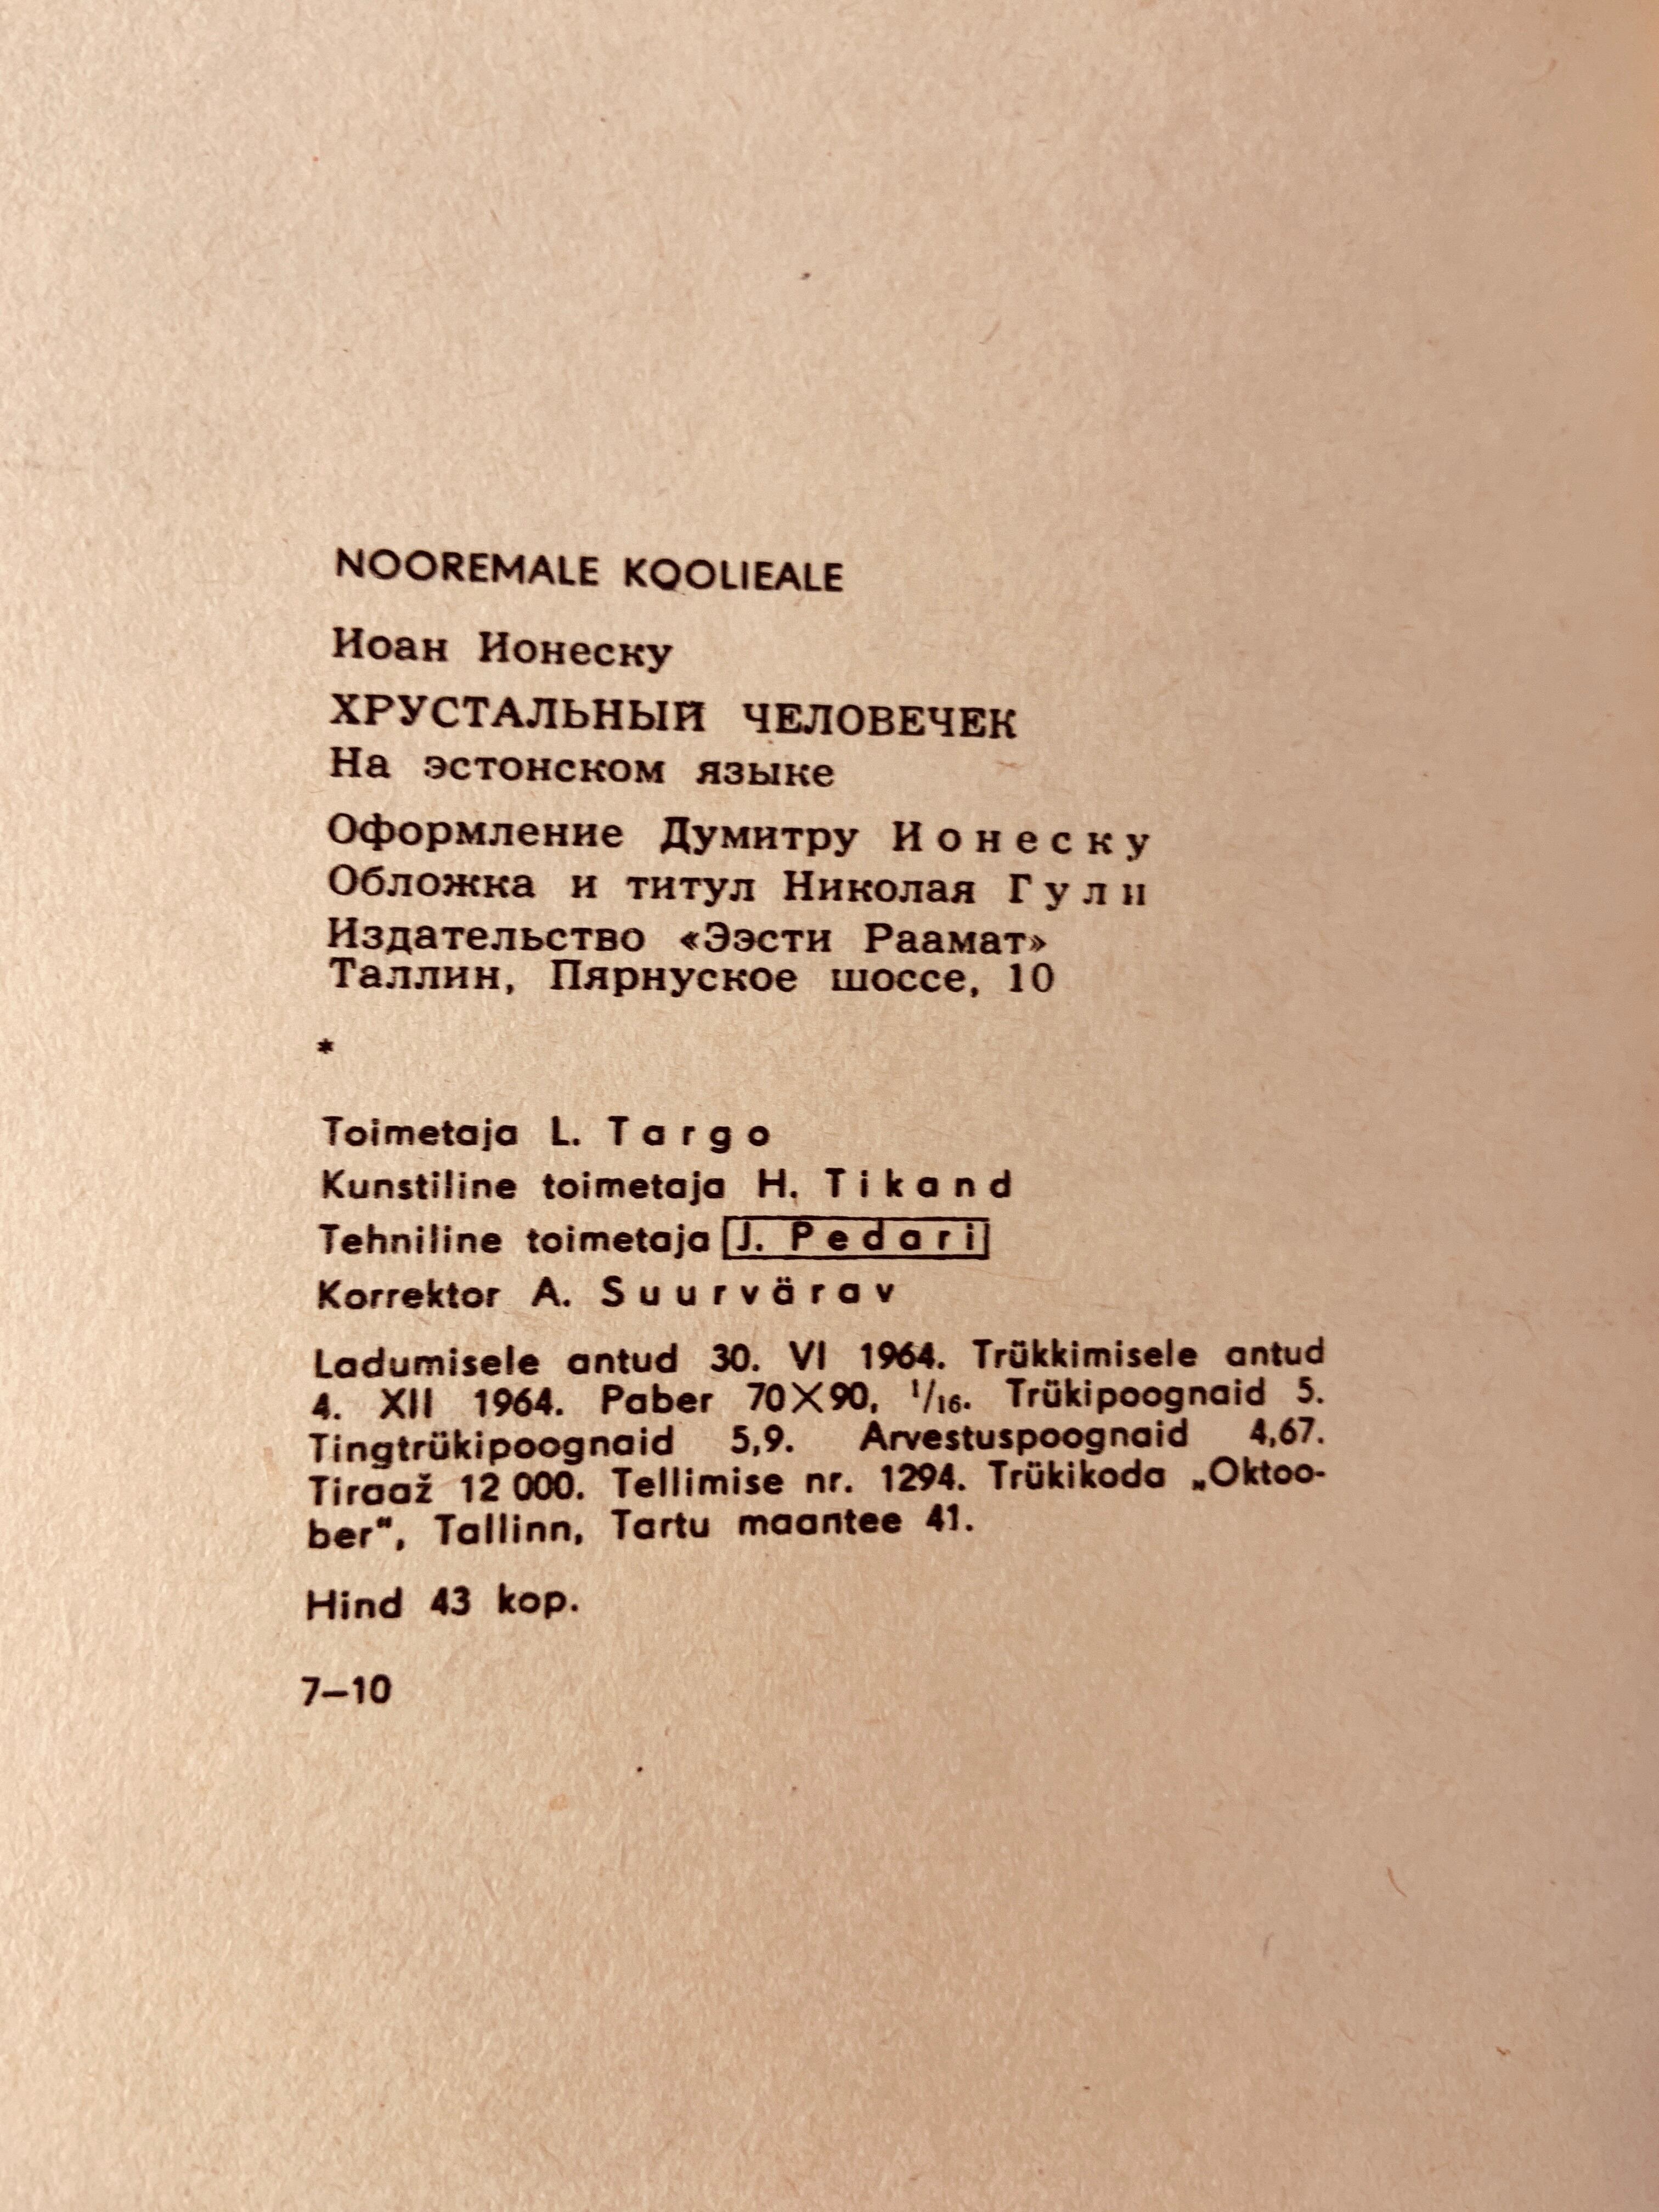 NOOREMALE KOOLIEALE
Иоан Ионеску
ХРУСТАЛЬНЫЙ ЧЕЛОВЕЧЕК
На эстонском языке
Оформление Думитру Ионеску
Обложка и титул Николая Гули
Издательство «Ээсти Раамат»
Таллин, Пярнуское шоссе, 10
*
Toimetaja L. Targo
Kunstiline toimetaja H. Tikand
Tehniline toimetaja J. Pedari
Korrektor A. Suurvärav
Ladumisele antud 30. VI 1964. Trükkimisele antud
4. XII 1964. Paber 70×90, 1/16. Trükipoognaid 5.
Tingtrükipoognaid 5,9. Arvestuspoognaid 4,67.
Tiraaž 12 000. Tellimise nr. 1294. Trükikoda „Oktoo-
ber“, Tallinn, Tartu maantee 41.
Hind 43 kop.
7—10